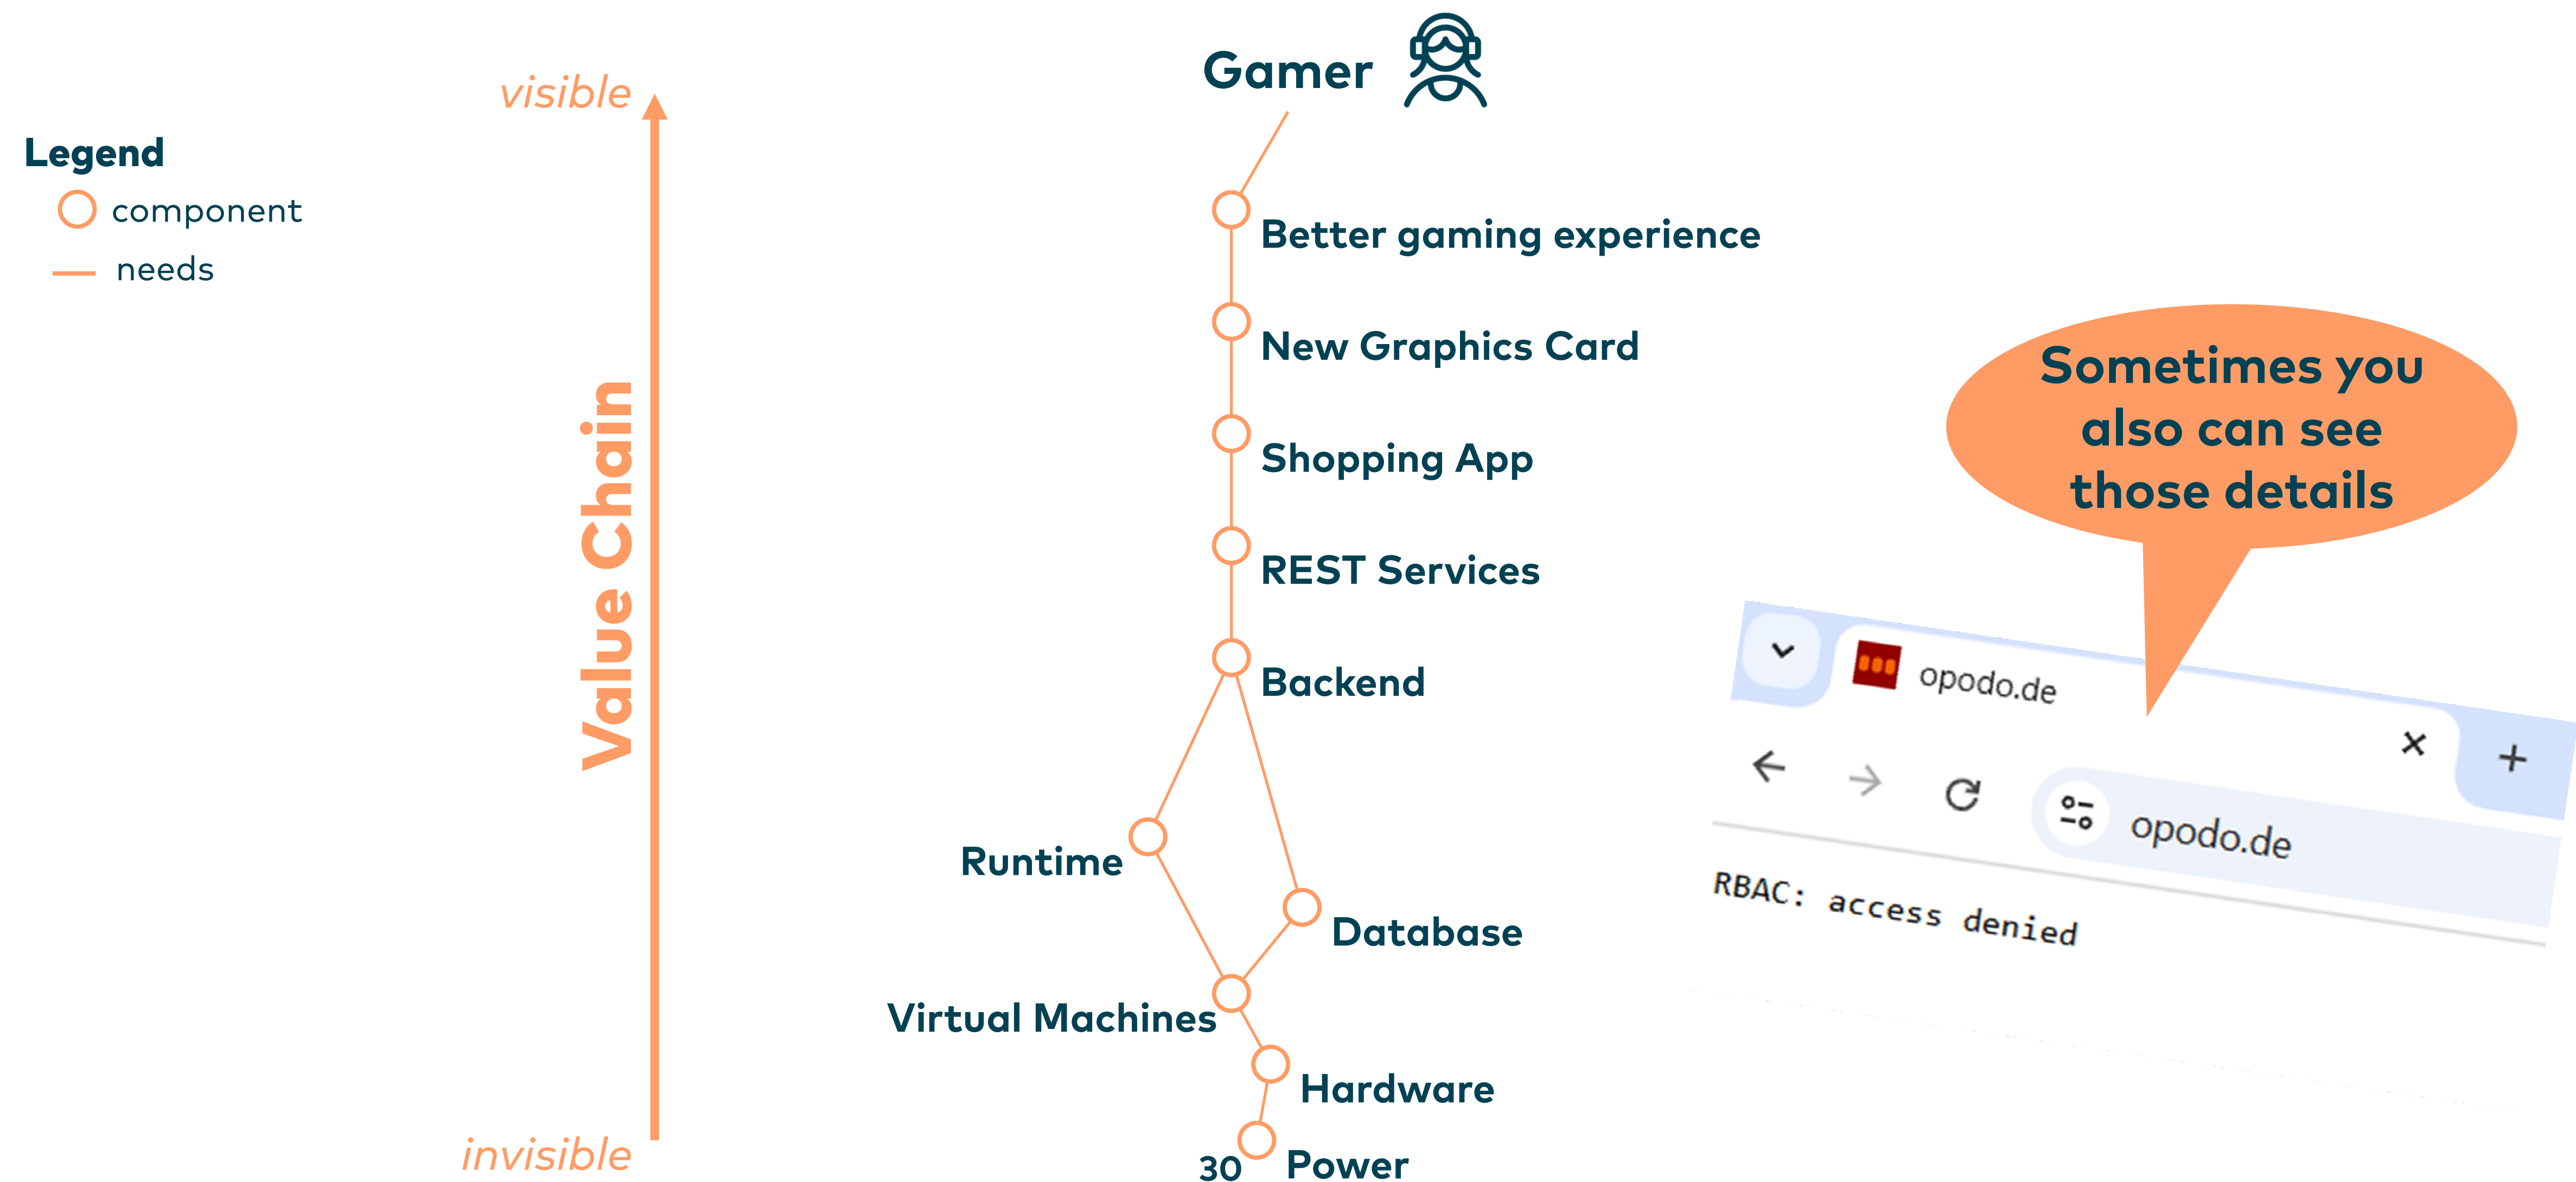 Gamer
visible
Legend
component
needs
Value Chain
Better gaming experience
New Graphics Card
Shopping App
REST Services
Backend
Runtime
Database
Virtual Machines
Hardware
Power
30
invisible
Sometimes you
also can see
those details
opodo.de
opodo.de
RBAC: access denied